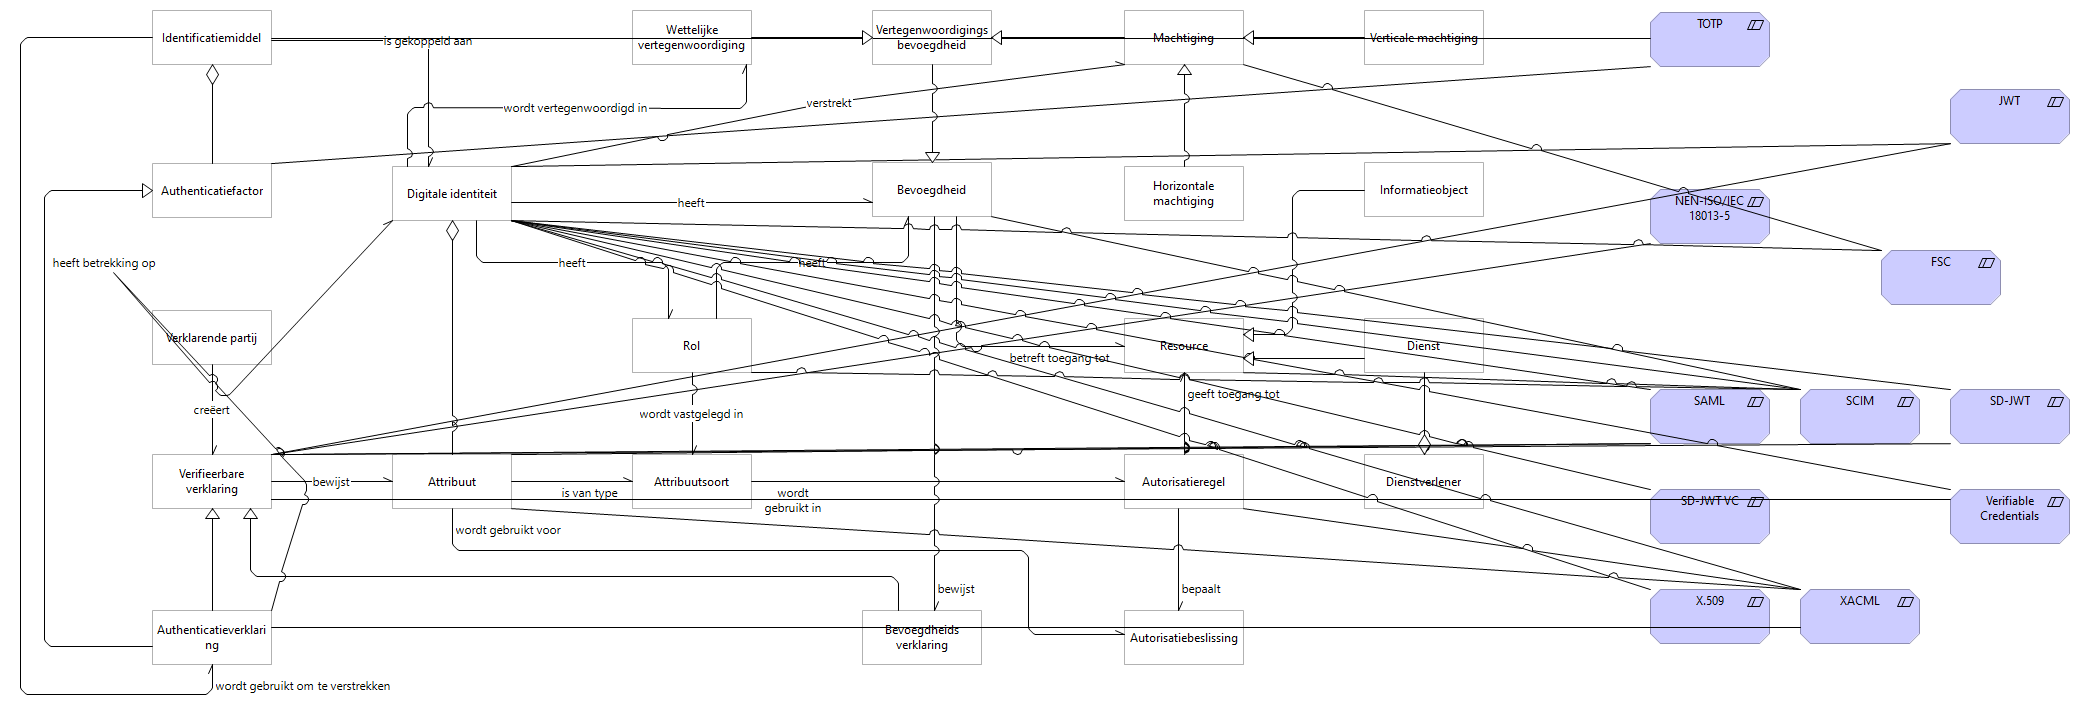 Identificatiemiddel
is gekoppeld aan
Wettelijke
vertegenwoordiging
Vertegenwoordigings
bevoegdheid
Machtiging
Verticale machtiging
TOTP
JWT
wordt vertegenwoordigd in
verstrekt
Authenticatiefactor
Digitale identiteit
heeft
Bevoegdheid
Horizontale
machtiging
Informatieobject
NEN-ISO/IEC
18013-5
FSC
heeft betrekking op
heeft
heeft
Verklarende partij
Rol
Resource
Dienst
betreft toegang tot
creëert
wordt vastgelegd in
geeft toegang tot
SAML
SCIM
SD-JWT
Verifieerbare
verklaring
bewijst
Attribuut
is van type
Attribuutsoort
wordt
gebruikt in
Autorisatieregel
Dienstverlener
SD-JWT VC
Verifiable
Credentials
wordt gebruikt voor
bewijst
bepaalt
X.509
XACML
Authenticatieverklari
ng
Bevoegdheids
verklaring
Autorisatiebeslissing
wordt gebruikt om te verstrekken